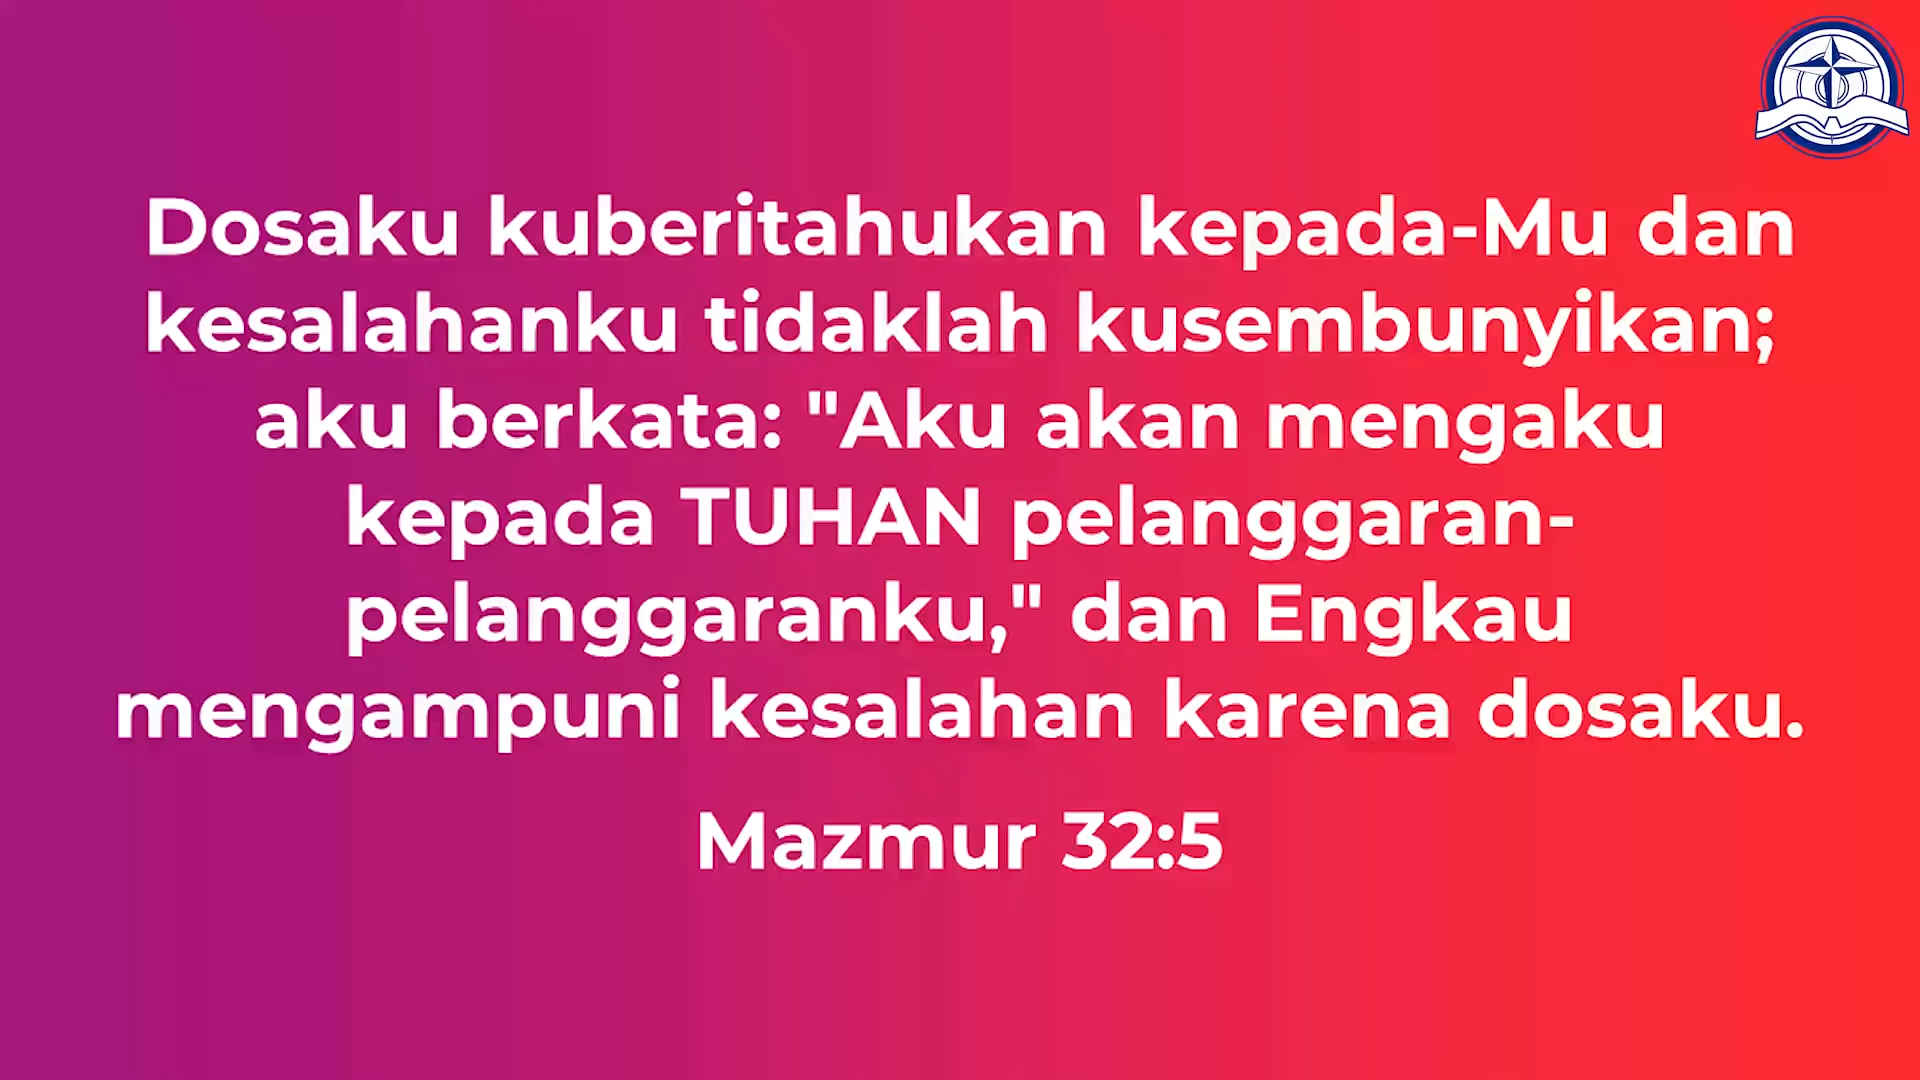 Dosaku kuberitahukan kepada-Mu dan
kesalahanku tidaklah kusembunyikan;
aku berkata: "Aku akan mengaku
kepada TUHAN pelanggaran-
pelanggaranku," dan Engkau
mengampuni kesalahan karena dosaku.
Mazmur 32:5